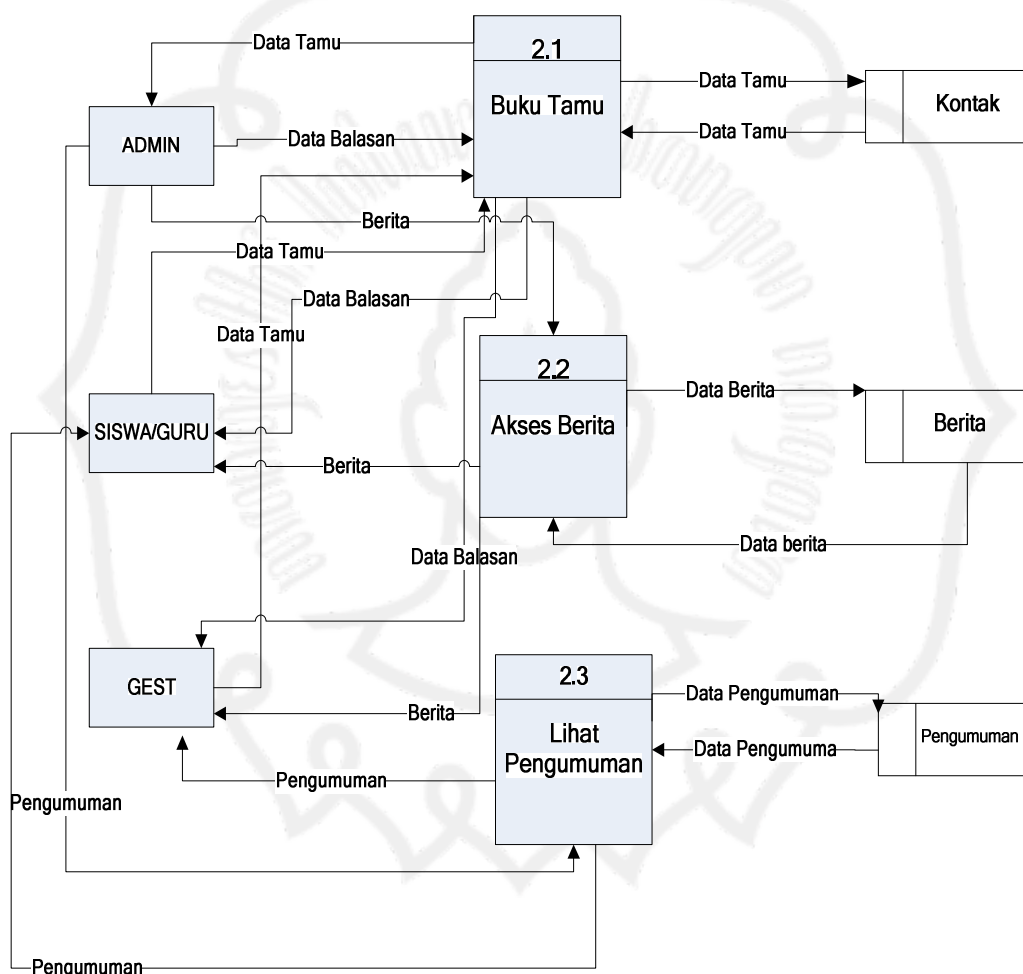 2.1
Data Tamu
Buku Tamu
Data Tamu
Kontak
Data Tamu
ADMIN
Data Balasan
Berita
Data Tamu
Data Balasan
Data Tamu
2.2
Data Berita
Akses Berita
Berita
SISWA/GURU
Berita
Data berita
Data Balasan
2.3
GEST
Data Pengumuman
Berita
Lihat
Pengumuman
Pengumuman
Data Pengumuma
Pengumuman
Pengumuman
Pengumuman